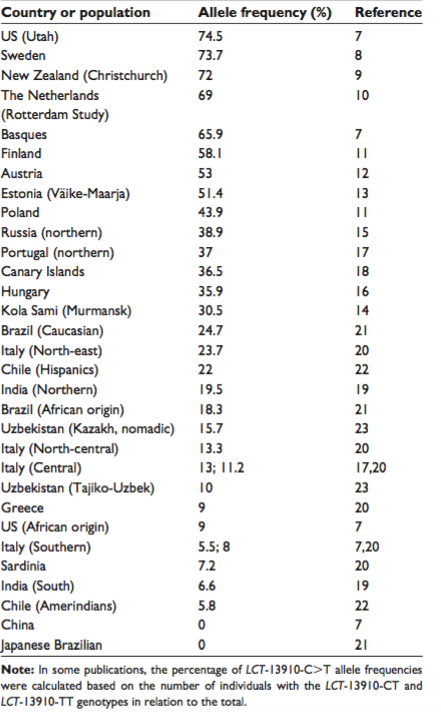 Country or population Allele frequency (%) Reference
US (Utah) 74.5 7
Sweden 73.7 8
New Zealand (Christchurch) 72 9
The Netherlands 69 10
(Rotterdam Study)
Basques 65.9 7
Finland 58.1 11
Austria 53 12
Estonia (Väike-Maarja) 51.4 13
Poland 43.9 11
Russia (northern) 38.9 15
Portugal (northern) 37 17
Canary Islands 36.5 18
Hungary 35.9 16
Kola Sami (Murmansk) 30.5 14
Brazil (Caucasian) 24.7 21
Italy (North-east) 23.7 20
Chile (Hispanics) 22 22
India (Northern) 19.5 19
Brazil (African origin) 18.3 21
Uzbekistan (Kazakh, nomadic) 15.7 23
Italy (North-central) 13.3 20
Italy (Central) 13; 11.2 17,20
Uzbekistan (Tajiko-Uzbek) 10 23
Greece 9 20
US (African origin) 9 7
Italy (Southern) 5.5; 8 7,20
Sardinia 7.2 20
India (South) 6.6 19
Chile (Amerindians) 5.8 22
China 0 7
Japanese Brazilian 0 21
Note: In some publications, the percentage of LCT-13910-C>T allele frequencies
were calculated based on the number of individuals with the LCT-13910-CT and
LCT-13910-TT genotypes in relation to the total.